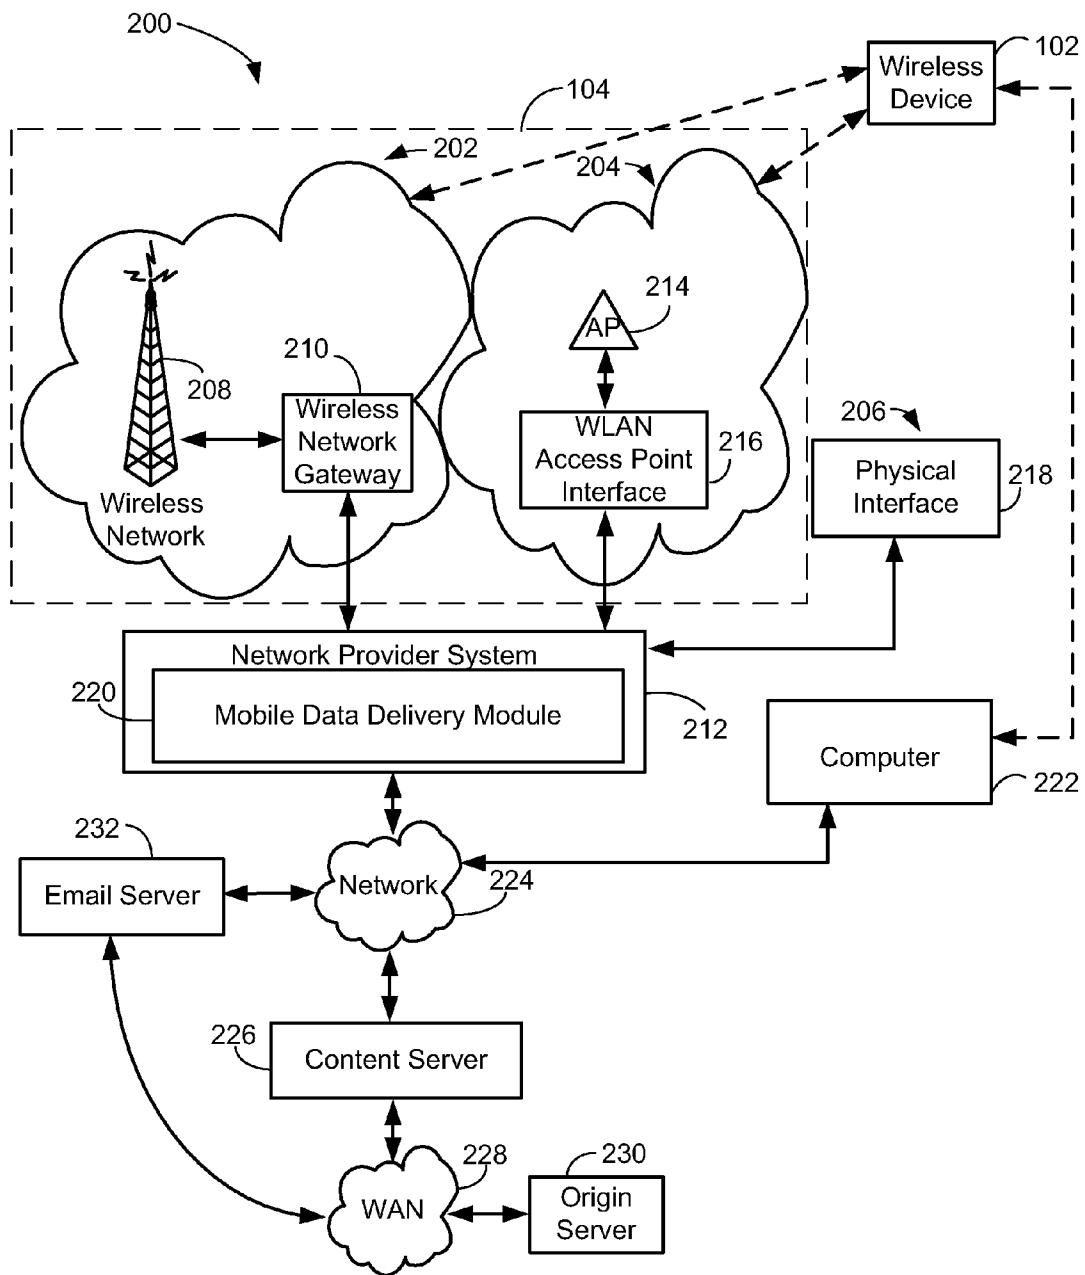 200
104
202
204
Wireless
Device
102
208
Wireless
Network
210
Wireless
Network
Gateway
AP
214
WLAN
Access Point
Interface
216
206
Physical
Interface
218
Network Provider System
220
Mobile Data Delivery Module
212
Computer
222
232
Email Server
Network
224
226
Content Server
WAN
228
230
Origin
Server